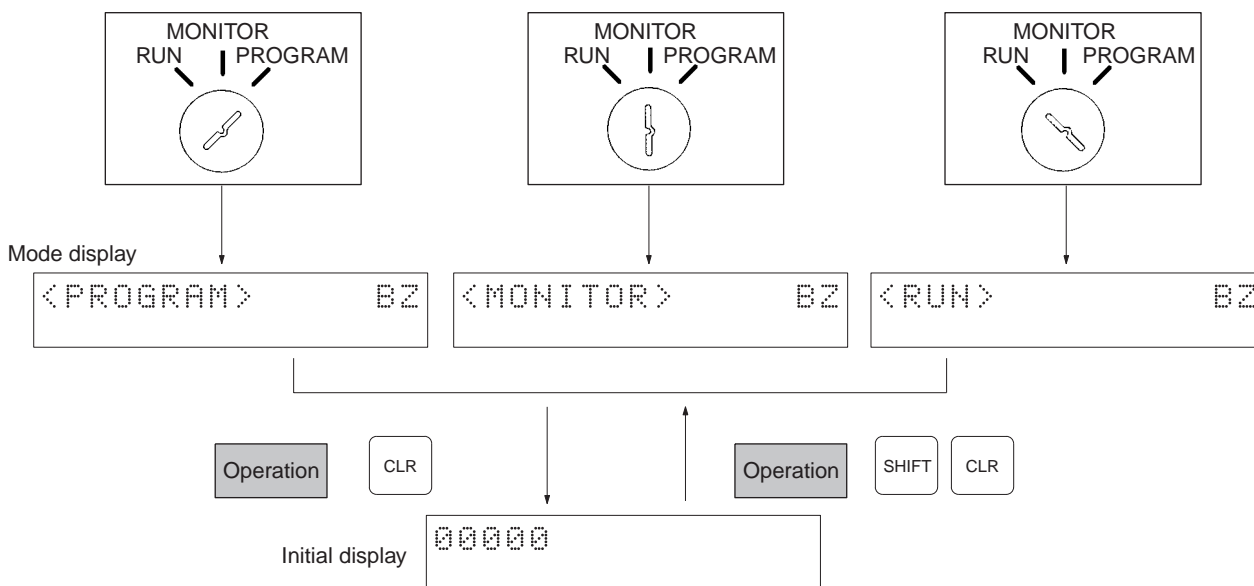 MONITOR
RUN PROGRAM
MONITOR
RUN PROGRAM
MONITOR
RUN PROGRAM
Mode display
<PROGRAM> BZ
<MONITOR> BZ
<RUN> BZ
Operation CLR
Operation SHIFT CLR
Initial display
00000